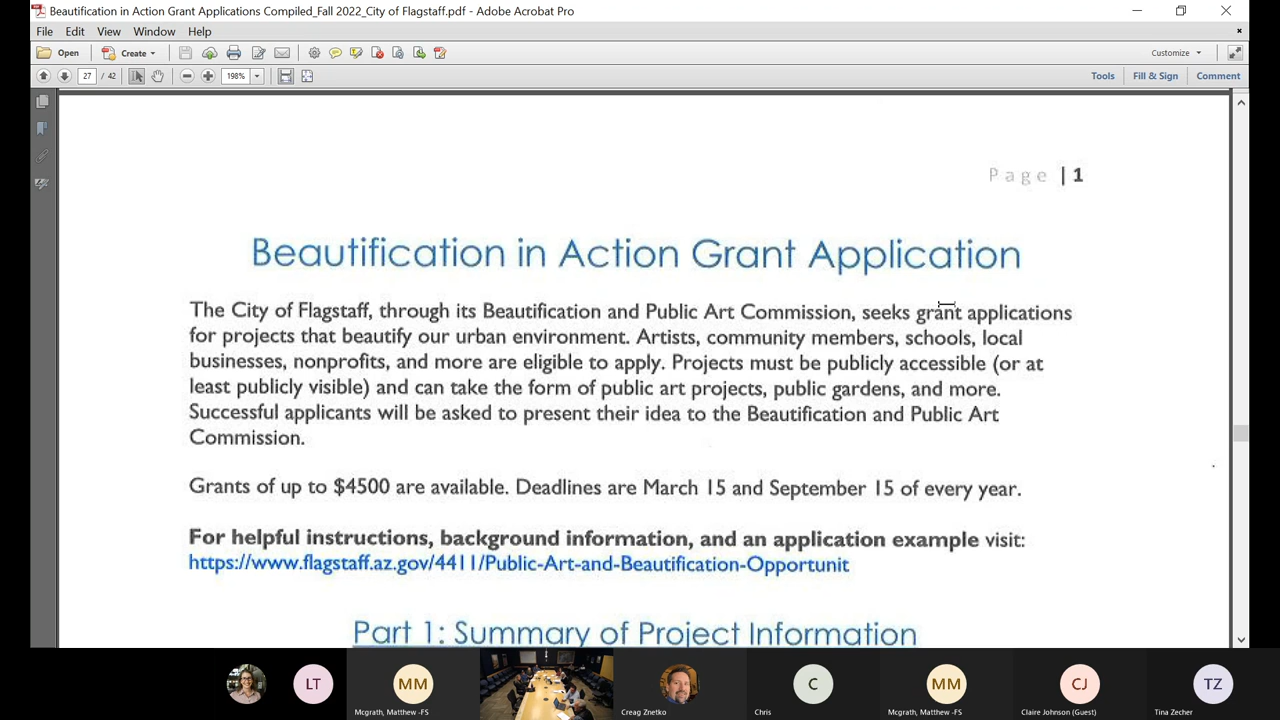 Beautification in Action Grant Applications Compiled_Fall 2022_City of Flagstaff.pdf - Adobe Acrobat Pro
File Edit View Window Help
Open Create Customize
27 / 42 198% Tools Fill & Sign Comment
Page | 1
Beautification in Action Grant Application
The City of Flagstaff, through its Beautification and Public Art Commission, seeks grant applications
for projects that beautify our urban environment. Artists, community members, schools, local
businesses, nonprofits, and more are eligible to apply. Projects must be publicly accessible (or at
least publicly visible) and can take the form of public art projects, public gardens, and more.
Successful applicants will be asked to present their idea to the Beautification and Public Art
Commission.
Grants of up to $4500 are available. Deadlines are March 15 and September 15 of every year.
For helpful instructions, background information, and an application example visit:
https://www.flagstaff.az.gov/4411/Public-Art-and-Beautification-Opportunit
Part 1: Summary of Project Information
LT MM C MM CJ TZ
Mcgrath, Matthew -FS Creag Znetko Chris Mcgrath, Matthew -FS Claire Johnson (Guest) Tina Zecher